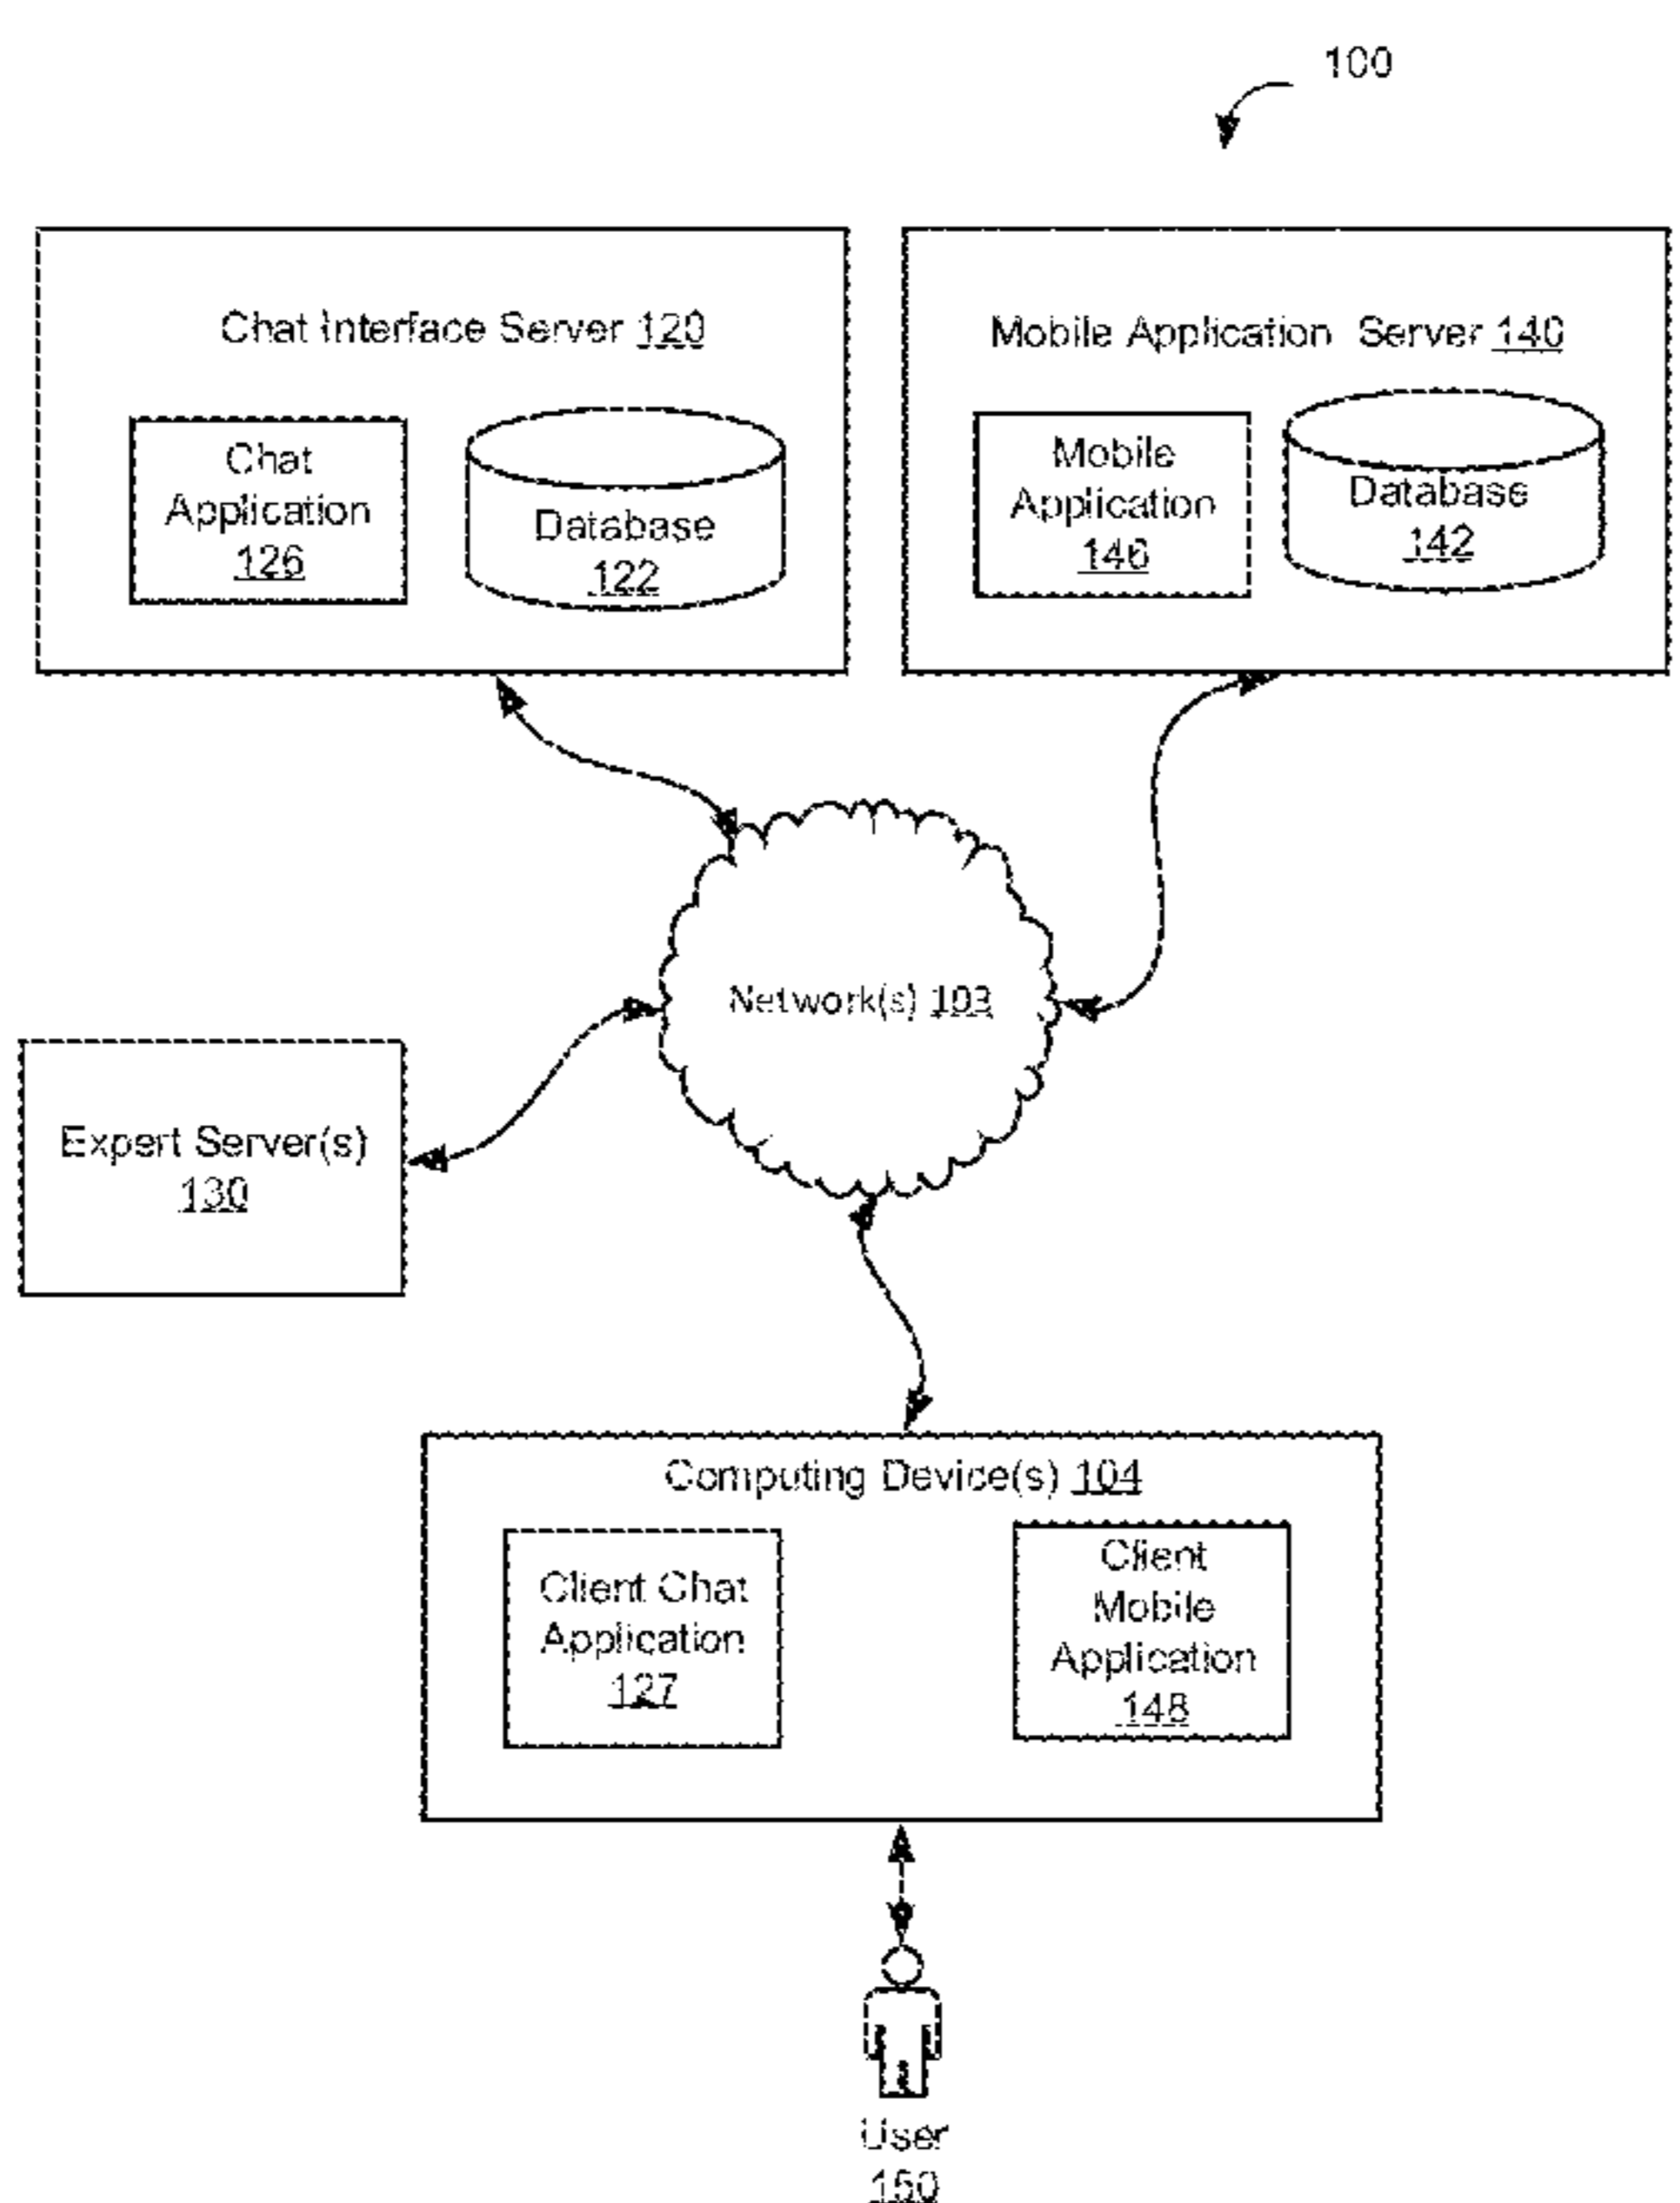 100
Chat Interface Server 120
Chat
Application
126
Database
122
Mobile Application Server 140
Mobile
Application
146
Database
142
Network(s) 103
Expert Server(s)
130
Computing Device(s) 104
Client Chat
Application
127
Client
Mobile
Application
148
User
150